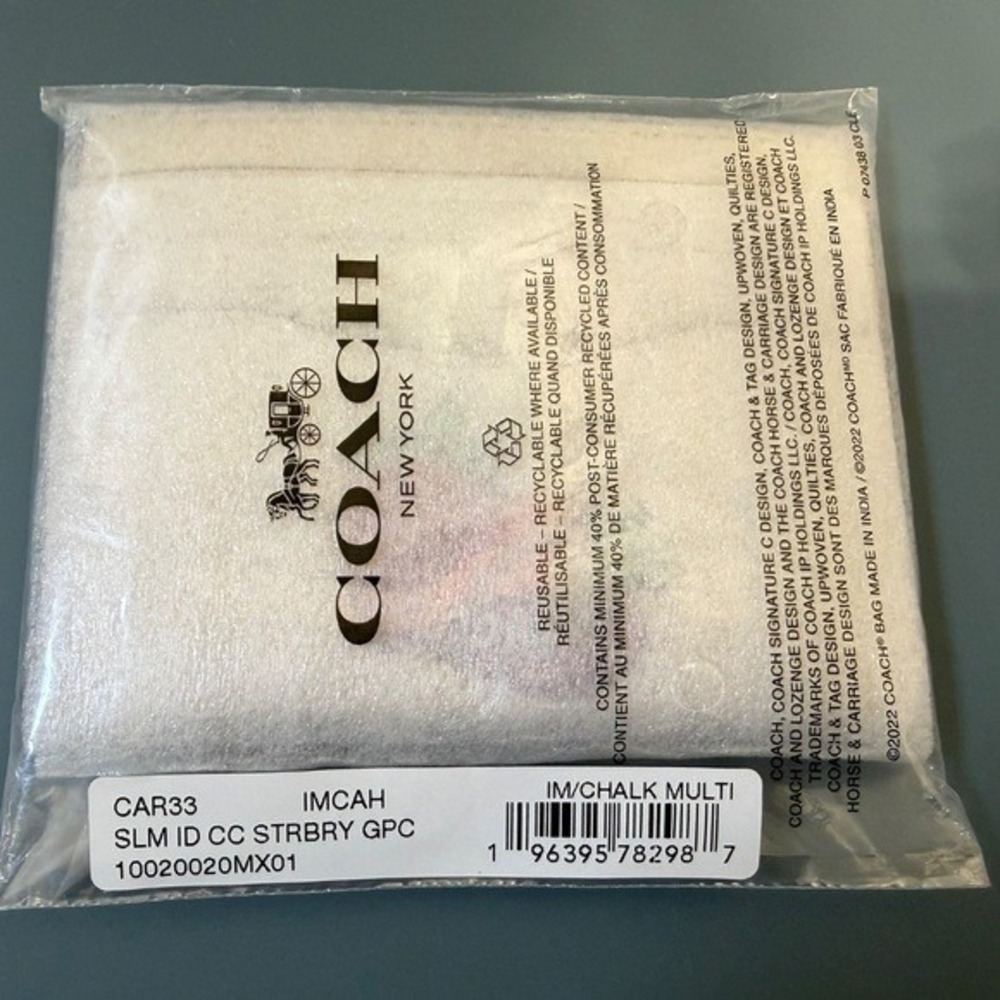 COACH
NEW YORK
REUSABLE – RECYCLABLE WHERE AVAILABLE /
RÉUTILISABLE – RECYCLABLE QUAND DISPONIBLE
CONTAINS MINIMUM 40% POST-CONSUMER RECYCLED CONTENT /
CONTIENT AU MINIMUM 40% DE MATIÈRE RÉCUPÉRÉES APRÈS CONSOMMATION
COACH, COACH SIGNATURE C DESIGN, COACH & TAG DESIGN, UPWOVEN, QUILTIES,
COACH AND LOZENGE DESIGN AND THE COACH HORSE & CARRIAGE DESIGN ARE REGISTERED
TRADEMARKS OF COACH IP HOLDINGS LLC. / COACH, COACH SIGNATURE C DESIGN,
COACH & TAG DESIGN, UPWOVEN, QUILTIES, COACH AND LOZENGE DESIGN ET COACH
HORSE & CARRIAGE DESIGN SONT DES MARQUES DÉPOSÉES DE COACH IP HOLDINGS LLC.
©2022 COACH® BAG MADE IN INDIA / ©2022 COACHMD SAC FABRIQUÉ EN INDIA
P 07438 03 CLE
CAR33 IMCAH IM/CHALK MULTI
SLM ID CC STRBRY GPC
10020020MX01
1 96395 78298 7